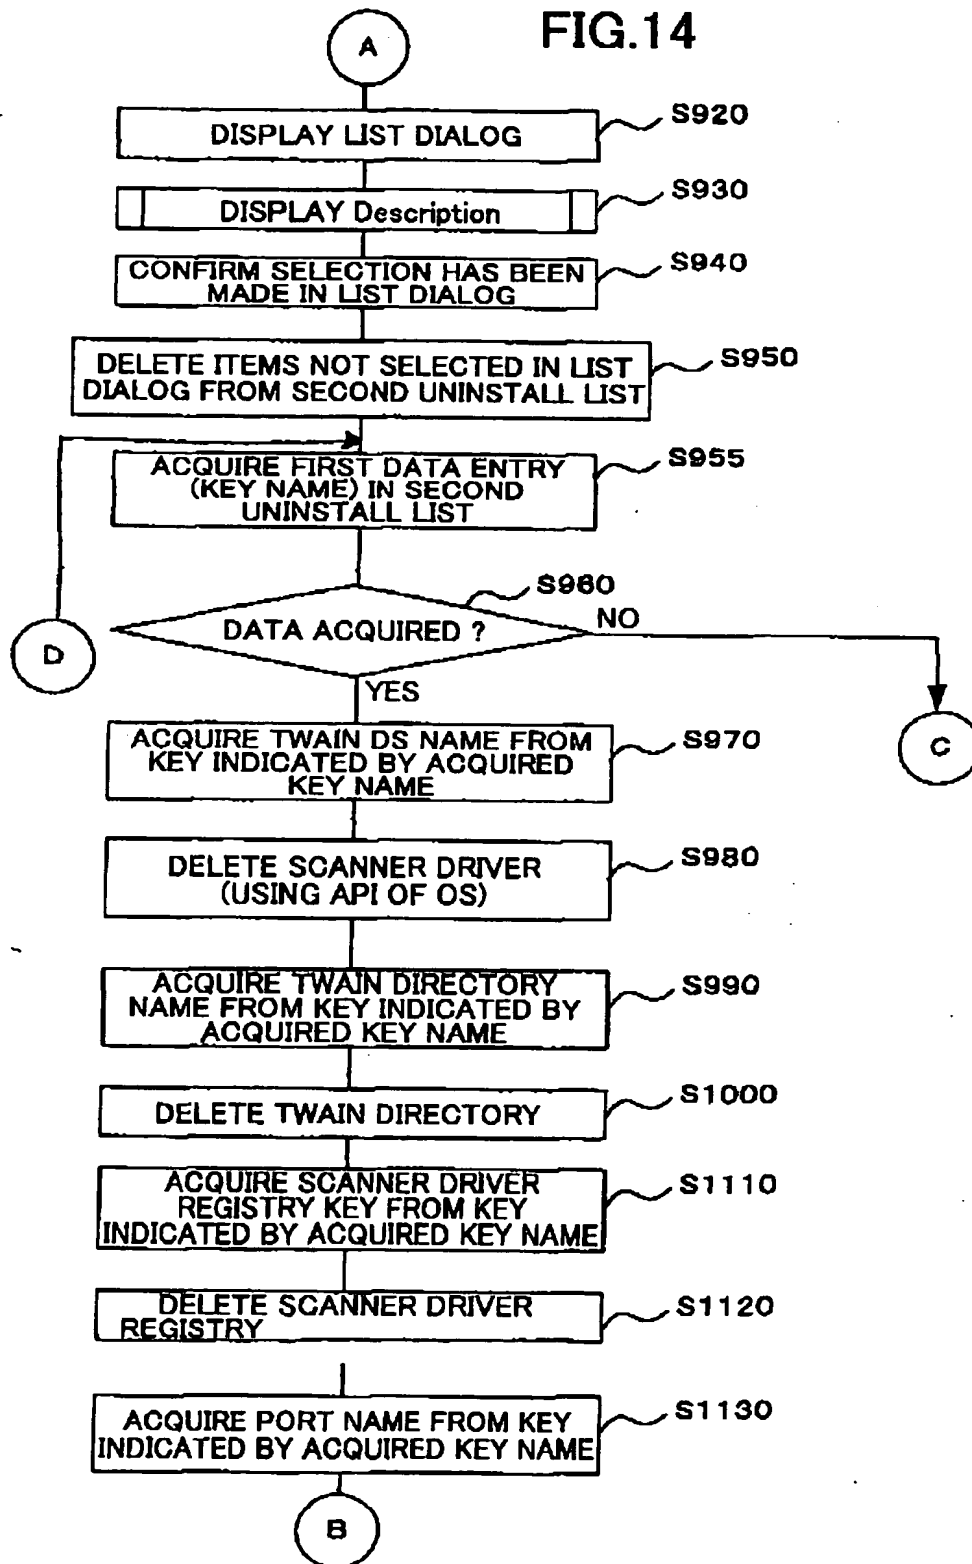 FIG.14
A
DISPLAY LIST DIALOG
S920
DISPLAY Description
S930
CONFIRM SELECTION HAS BEEN
MADE IN LIST DIALOG
S940
DELETE ITEMS NOT SELECTED IN LIST
DIALOG FROM SECOND UNINSTALL LIST
S950
ACQUIRE FIRST DATA ENTRY
(KEY NAME) IN SECOND
UNINSTALL LIST
S955
S960
DATA ACQUIRED ?
NO
D
YES
C
ACQUIRE TWAIN DS NAME FROM
KEY INDICATED BY ACQUIRED
KEY NAME
S970
DELETE SCANNER DRIVER
(USING API OF OS)
S980
ACQUIRE TWAIN DIRECTORY
NAME FROM KEY INDICATED BY
ACQUIRED KEY NAME
S990
DELETE TWAIN DIRECTORY
S1000
ACQUIRE SCANNER DRIVER
REGISTRY KEY FROM KEY
INDICATED BY ACQUIRED KEY NAME
S1110
DELETE SCANNER DRIVER
REGISTRY
S1120
ACQUIRE PORT NAME FROM KEY
INDICATED BY ACQUIRED KEY NAME
S1130
B